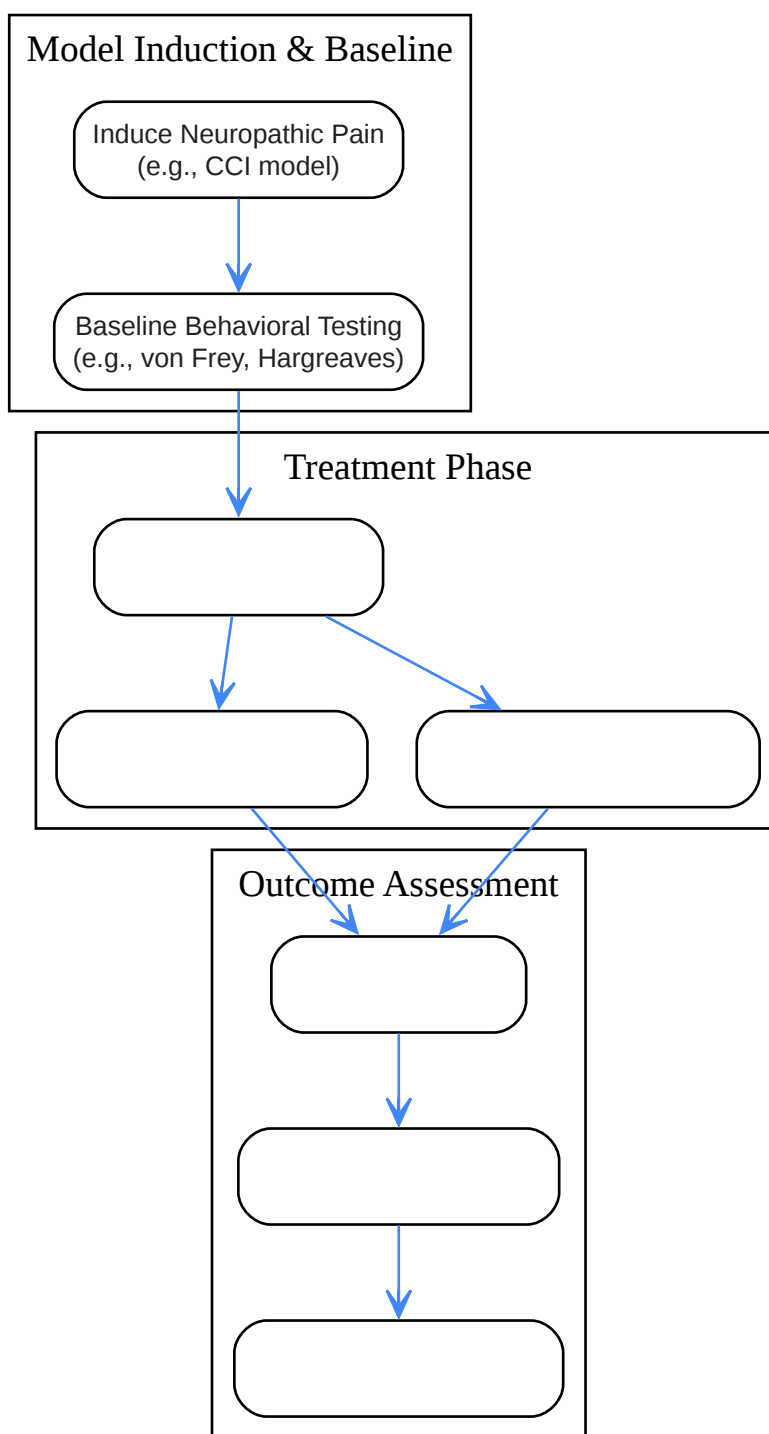 Model Induction & Baseline
Induce Neuropathic Pain
(e.g., CCI model)
Baseline Behavioral Testing
(e.g., von Frey, Hargreaves)
Treatment Phase
Outcome Assessment